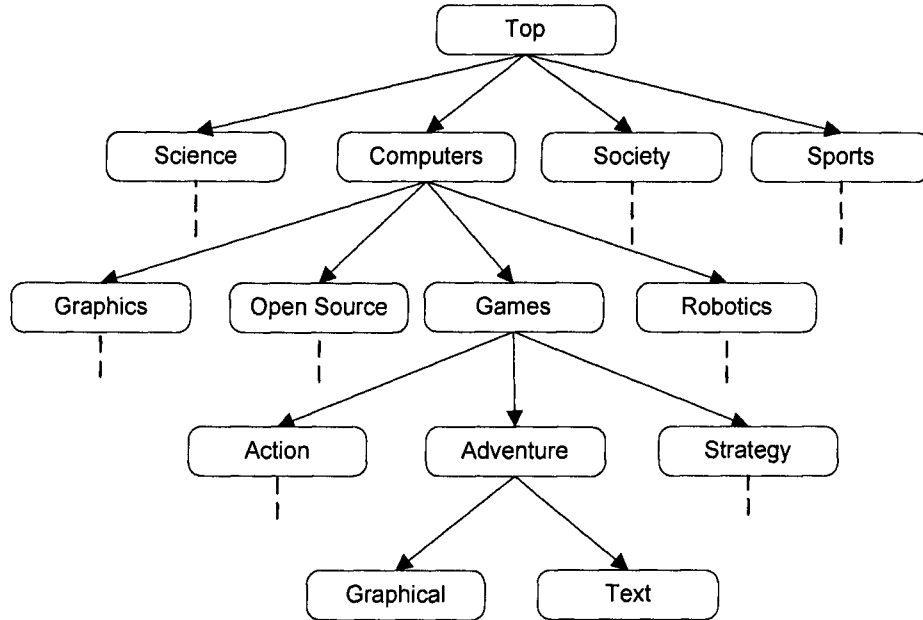 Top
Science
Computers
Society
Sports
Graphics
Open Source
Games
Robotics
Action
Adventure
Strategy
Graphical
Text